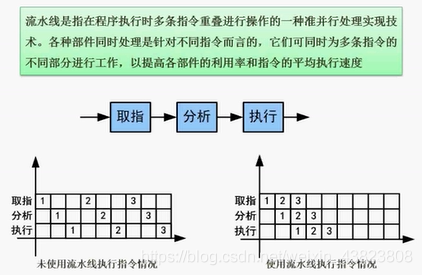 流水线是指在程序执行时多条指令重叠进行操作的一种准并行处理实现技
术。各种部件同时处理是针对不同指令而言的，它们可同时为多条指令的
不同部分进行工作，以提高各部件的利用率和指令的平均执行速度
取指 分析 执行
取指 1 2 3
分析 1 2 3
执行 1 2 3
未使用流水线执行指令情况
取指 1 2 3
分析 1 2 3
执行 1 2 3
使用流水线执行指令情况
https://blog.csdn.net/weixin_43823808